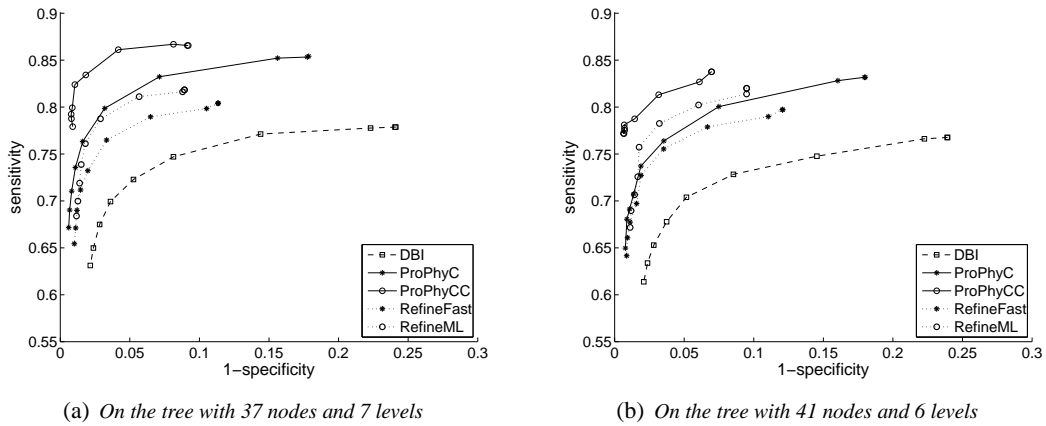 0.9
0.85
0.8
0.75
0.7
0.65
0.6
0.55
sensitivity
0 0.05 0.1 0.15 0.2 0.25 0.3
1−specificity
DBI
ProPhyC
ProPhyCC
RefineFast
RefineML
(a) On the tree with 37 nodes and 7 levels
0.9
0.85
0.8
0.75
0.7
0.65
0.6
0.55
sensitivity
0 0.05 0.1 0.15 0.2 0.25 0.3
1−specificity
DBI
ProPhyC
ProPhyCC
RefineFast
RefineML
(b) On the tree with 41 nodes and 6 levels